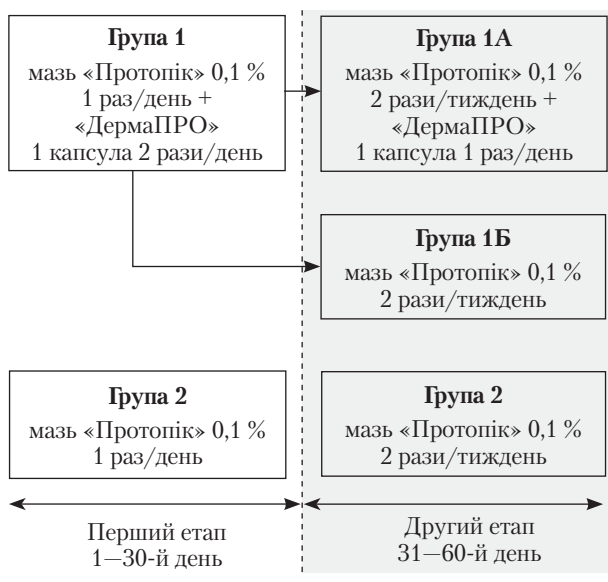 Група 1
мазь «Протопік» 0,1 %
1 раз/день +
«ДермаПРО»
1 капсула 2 рази/день
Група 1А
мазь «Протопік» 0,1 %
2 рази/тиждень +
«ДермаПРО»
1 капсула 1 раз/день
Група 1Б
мазь «Протопік» 0,1 %
2 рази/тиждень
Група 2
мазь «Протопік» 0,1 %
1 раз/день
Група 2
мазь «Протопік» 0,1 %
2 рази/тиждень
Перший етап
1—30-й день
Другий етап
31—60-й день